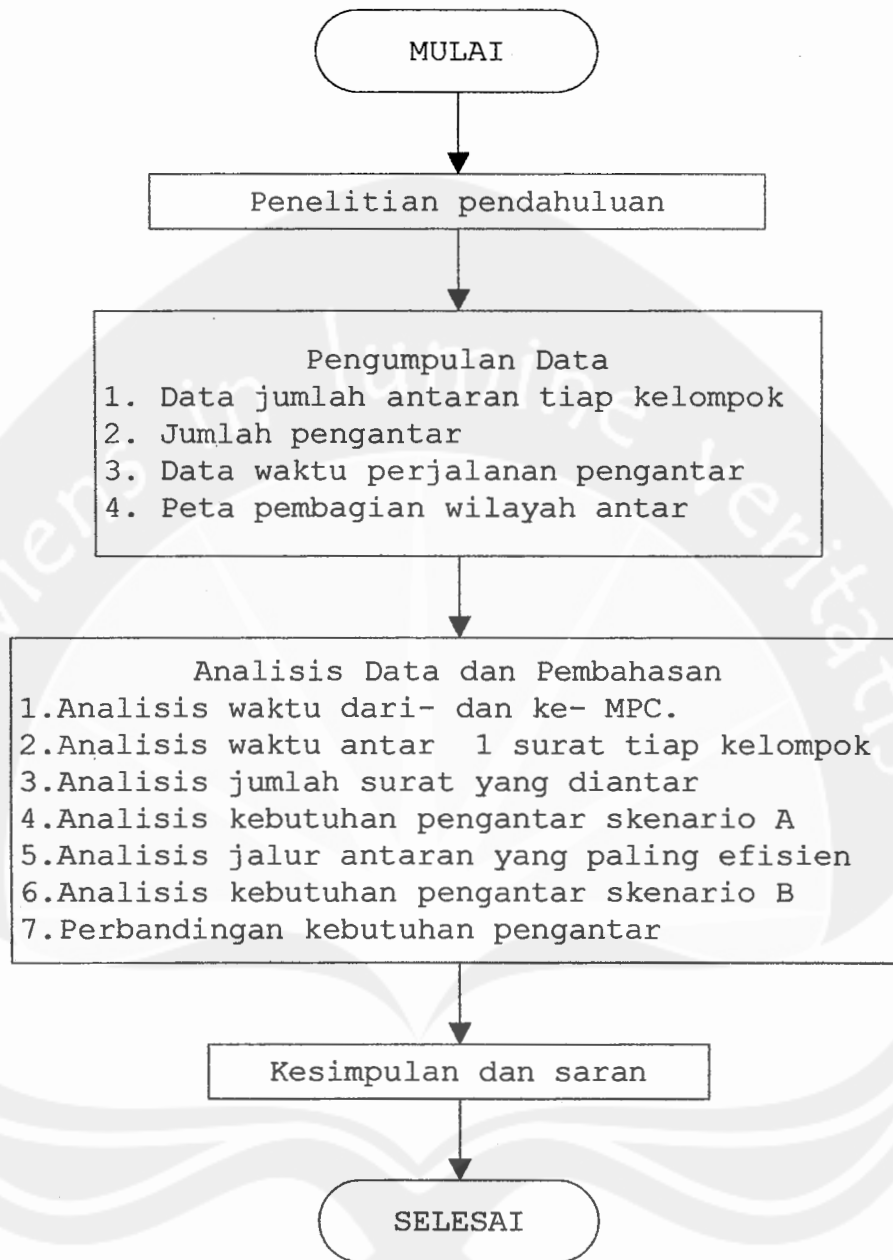 MULAI
Penelitian pendahuluan
Pengumpulan Data
1. Data jumlah antaran tiap kelompok
2. Jumlah pengantar
3. Data waktu perjalanan pengantar
4. Peta pembagian wilayah antar
Analisis Data dan Pembahasan
1.Analisis waktu dari- dan ke- MPC.
2.Analisis waktu antar 1 surat tiap kelompok
3.Analisis jumlah surat yang diantar
4.Analisis kebutuhan pengantar skenario A
5.Analisis jalur antaran yang paling efisien
6.Analisis kebutuhan pengantar skenario B
7.Perbandingan kebutuhan pengantar
Kesimpulan dan saran
SELESAI
in lumine veritatis